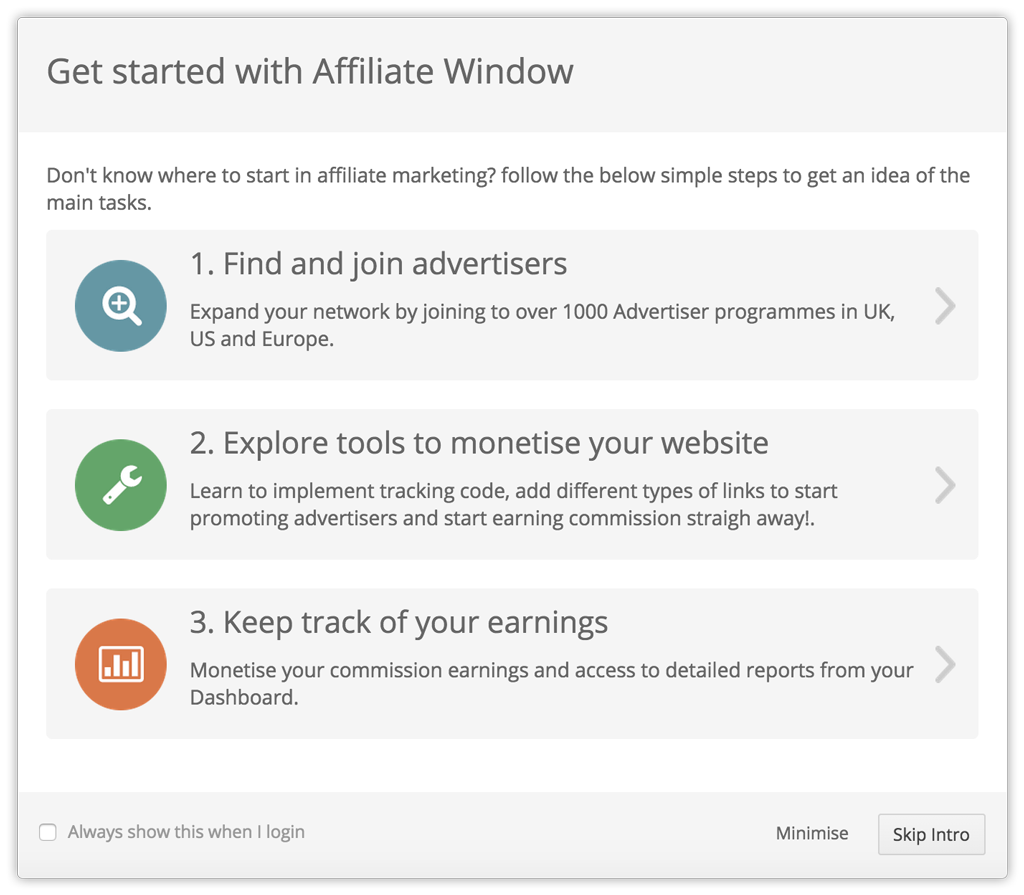 Get started with Affiliate Window
Don't know where to start in affiliate marketing? follow the below simple steps to get an idea of the
main tasks.
1. Find and join advertisers
Expand your network by joining to over 1000 Advertiser programmes in UK,
US and Europe.
2. Explore tools to monetise your website
Learn to implement tracking code, add different types of links to start
promoting advertisers and start earning commission straigh away!.
3. Keep track of your earnings
Monetise your commission earnings and access to detailed reports from your
Dashboard.
Always show this when I login
Minimise
Skip Intro